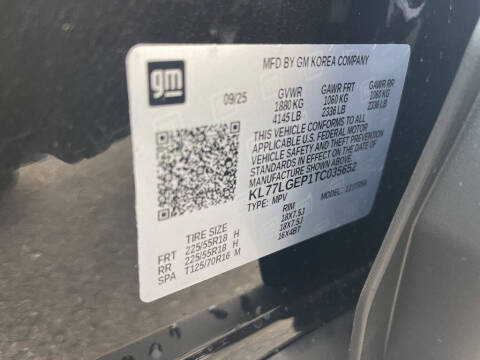 gm
MFD BY GM KOREA COMPANY
09/25 GVWR GAWR FRT GAWR RR
1880 KG 1060 KG 1060 KG
4145 LB 2336 LB 2336 LB
THIS VEHICLE CONFORMS TO ALL
APPLICABLE U.S. FEDERAL MOTOR
VEHICLE SAFETY STANDARDS
IN EFFECT ON THE DATE OF
MANUFACTURE SHOWN ABOVE.
KL77LGEP1TC035652
TYPE: MPV MODEL:
TIRE SIZE RIM
FRT 225/55R18 H 18X7.5J
RR 225/55R18 H 18X7.5J
SPA T125/70R16 M 16X4BT